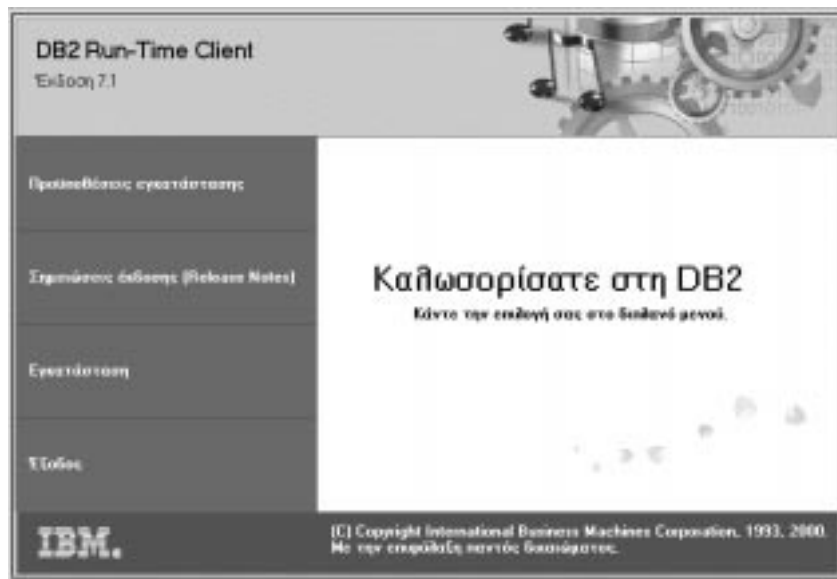 DB2 Run-Time Client
Έκδοση 7.1
Προϋποθέσεις εγκατάστασης
Σημειώσεις έκδοσης (Release Notes)
Εγκατάσταση
Έξοδος
Καλωσορίσατε στη DB2
Κάντε την επιλογή σας στο διπλανό μενού.
IBM.
(C) Copyright International Business Machines Corporation, 1993, 2000.
Με την επιφύλαξη παντός δικαιώματος.